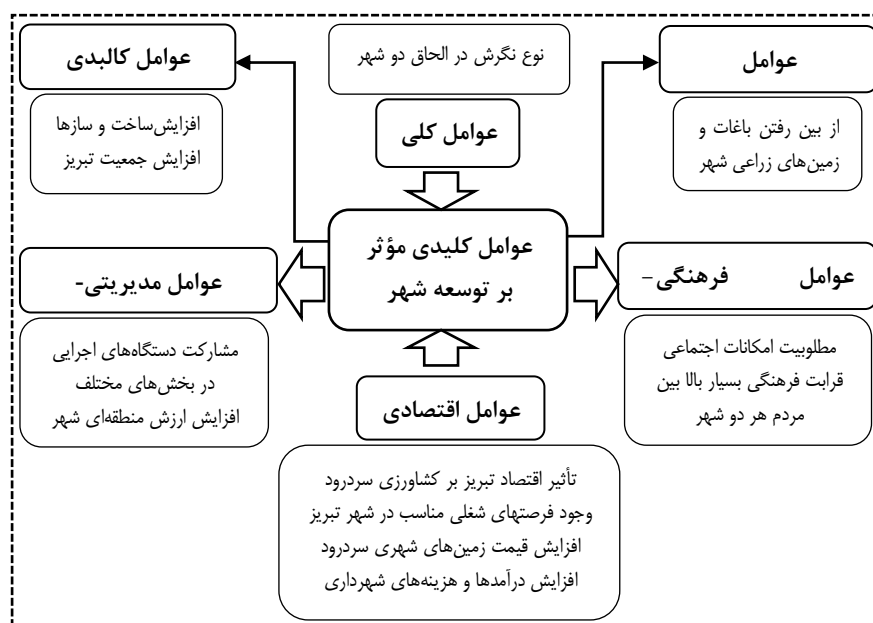 عوامل
از بین رفتن باغات و
زمین‌های زراعی شهر
نوع نگرش در الحاق دو شهر
عوامل کلی
عوامل کالبدی
افزایش‌ساخت و سازها
افزایش جمعیت تبریز
عوامل کلیدی مؤثر
بر توسعه شهر
عوامل فرهنگی–
مطلوبیت امکانات اجتماعی
قرابت فرهنگی بسیار بالا بین
مردم هر دو شهر
عوامل مدیریتی-
مشارکت دستگاه‌های اجرایی
در بخش‌های مختلف
افزایش ارزش منطقه‌ای شهر
عوامل اقتصادی
تأثیر اقتصاد تبریز بر کشاورزی سردرود
وجود فرصتهای شغلی مناسب در شهر تبریز
افزایش قیمت زمین‌های شهری سردرود
افزایش درآمدها و هزینه‌های شهرداری